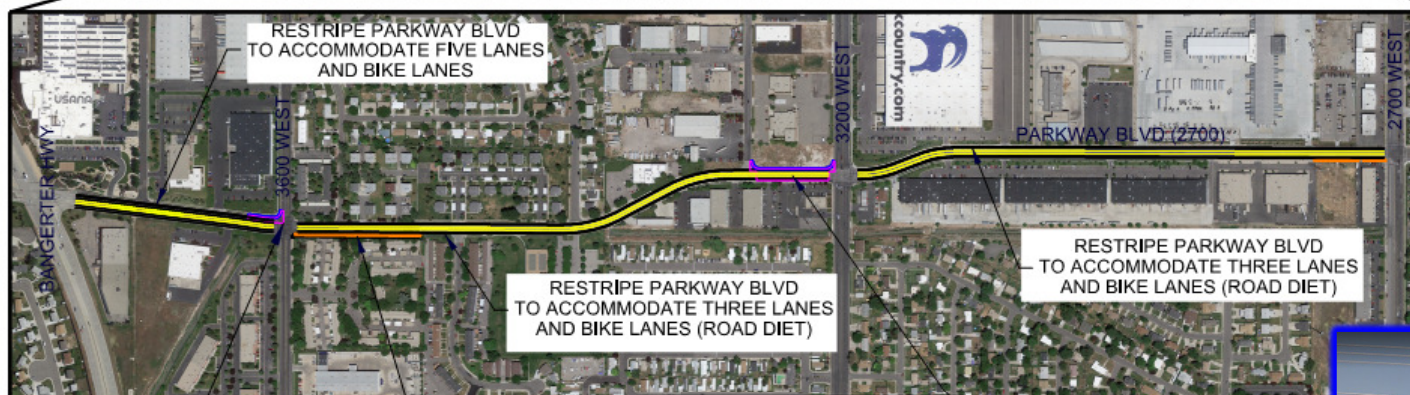 RESTRIPE PARKWAY BLVD
TO ACCOMMODATE FIVE LANES
AND BIKE LANES
USANA
BANGERTER HWY
3600 WEST
RESTRIPE PARKWAY BLVD
TO ACCOMMODATE THREE LANES
AND BIKE LANES (ROAD DIET)
3200 WEST
xcountry.com
PARKWAY BLVD (2700)
2700 WEST
RESTRIPE PARKWAY BLVD
TO ACCOMMODATE THREE LANES
AND BIKE LANES (ROAD DIET)